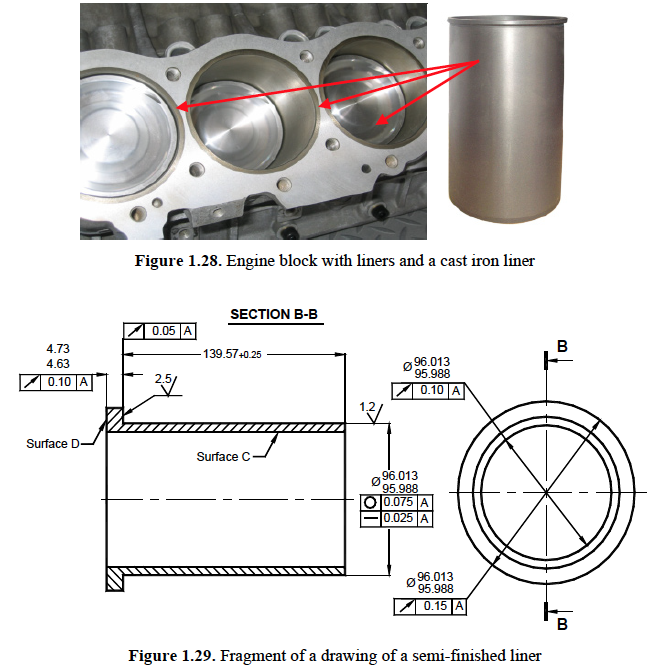 Figure 1.28. Engine block with liners and a cast iron liner
SECTION B-B
0.05 A
4.73
4.63
0.10 A
139.57+0.25
2.5
1.2
Surface D
Surface C
Ø96.013
95.988
0.075 A
0.025 A
B
Ø96.013
95.988
0.10 A
Ø96.013
95.988
0.15 A
B
Figure 1.29. Fragment of a drawing of a semi-finished liner